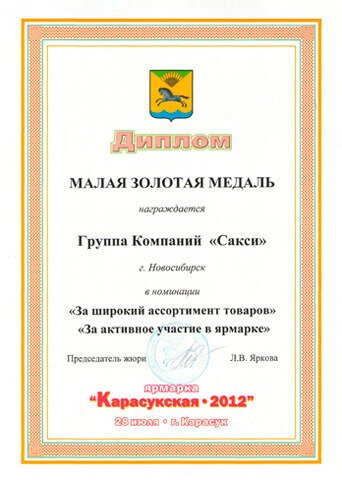 Диплом
МАЛАЯ ЗОЛОТАЯ МЕДАЛЬ
награждается
Группа Компаний «Сакси»
г. Новосибирск
в номинации
«За широкий ассортимент товаров»
«За активное участие в ярмарке»
Председатель жюри Л.В. Яркова
ярмарка
"Карасукская • 2012"
28 июля • г. Карасук